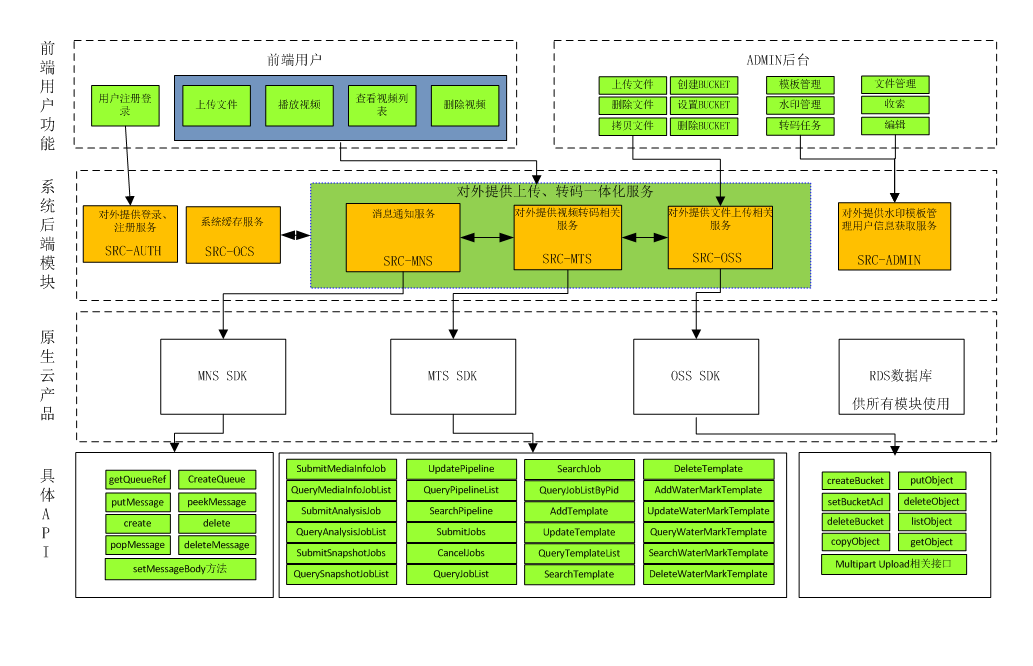 前端用户功能
前端用户
用户注册登
录
上传文件
播放视频
查看视频列
表
删除视频
ADMIN后台
上传文件
创建BUCKET
模板管理
文件管理
删除文件
设置BUCKET
水印管理
收索
拷贝文件
删除BUCKET
转码任务
编辑
系统后端模块
对外提供登录、
注册服务
SRC-AUTH
系统缓存服务
SRC-OCS
对外提供上传、转码一体化服务
消息通知服务
SRC-MNS
对外提供视频转码相关
服务
SRC-MTS
对外提供文件上传相关
服务
SRC-OSS
对外提供水印模板管
理用户信息获取服务
SRC-ADMIN
原生云产品
MNS SDK
MTS SDK
OSS SDK
RDS数据库
供所有模块使用
具体API
getQueueRef
CreateQueue
putMessage
peekMessage
create
delete
popMessage
deleteMessage
setMessageBody方法
SubmitMediaInfoJob
UpdatePipeline
SearchJob
DeleteTemplate
QueryMediaInfoJobList
QueryPipelineList
QueryJobListByPid
AddWaterMarkTemplate
SubmitAnalysisJob
SearchPipeline
AddTemplate
UpdateWaterMarkTemplate
QueryAnalysisJobList
SubmitJobs
UpdateTemplate
QueryWaterMarkTemplate
SubmitSnapshotJobs
CancelJobs
QueryTemplateList
SearchWaterMarkTemplate
QuerySnapshotJobList
QueryJobList
SearchTemplate
DeleteWaterMarkTemplate
createBucket
putObject
setBucketAcl
deleteObject
deleteBucket
listObject
copyObject
getObject
Multipart Upload相关接口